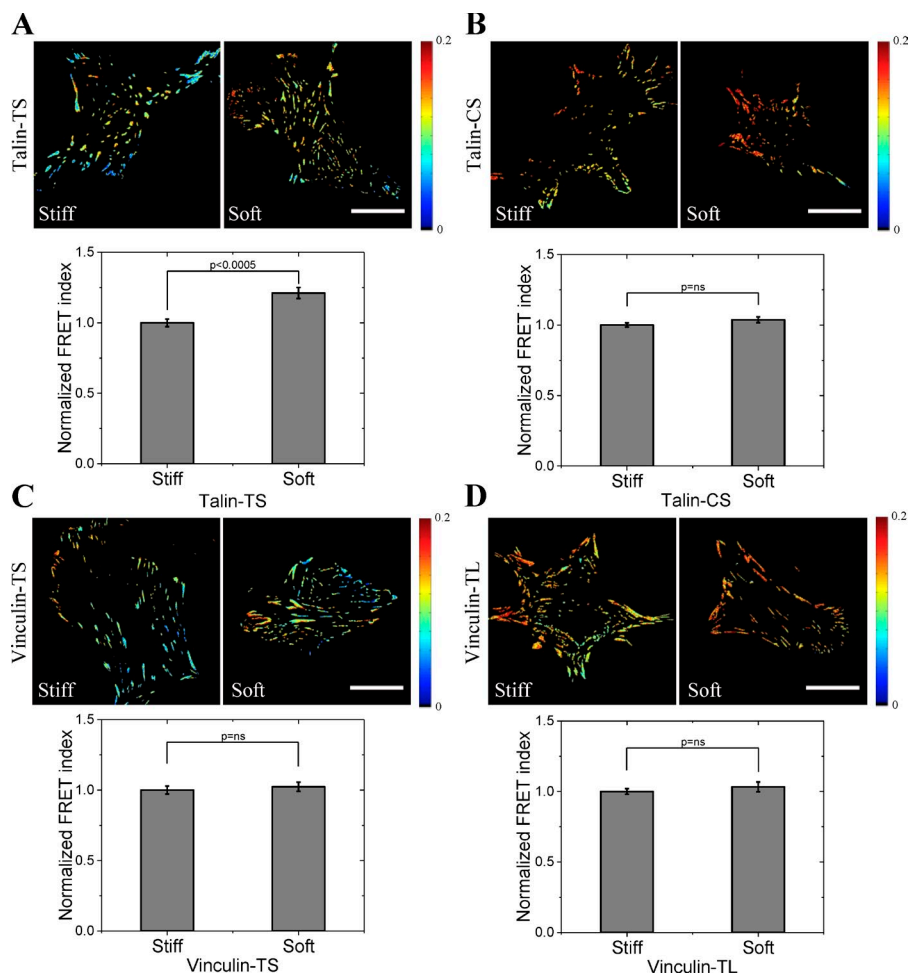 A
Talin-TS
Stiff
Soft
0.2
0
Normalized FRET index
1.5
1.0
0.5
0.0
p<0.0005
Stiff
Soft
Talin-TS
B
Talin-CS
Stiff
Soft
0.2
0
Normalized FRET index
1.5
1.0
0.5
0.0
p=ns
Stiff
Soft
Talin-CS
C
Vinculin-TS
Stiff
Soft
0.2
0
Normalized FRET index
1.5
1.0
0.5
0.0
p=ns
Stiff
Soft
Vinculin-TS
D
Vinculin-TL
Stiff
Soft
0.2
0
Normalized FRET index
1.5
1.0
0.5
0.0
p=ns
Stiff
Soft
Vinculin-TL